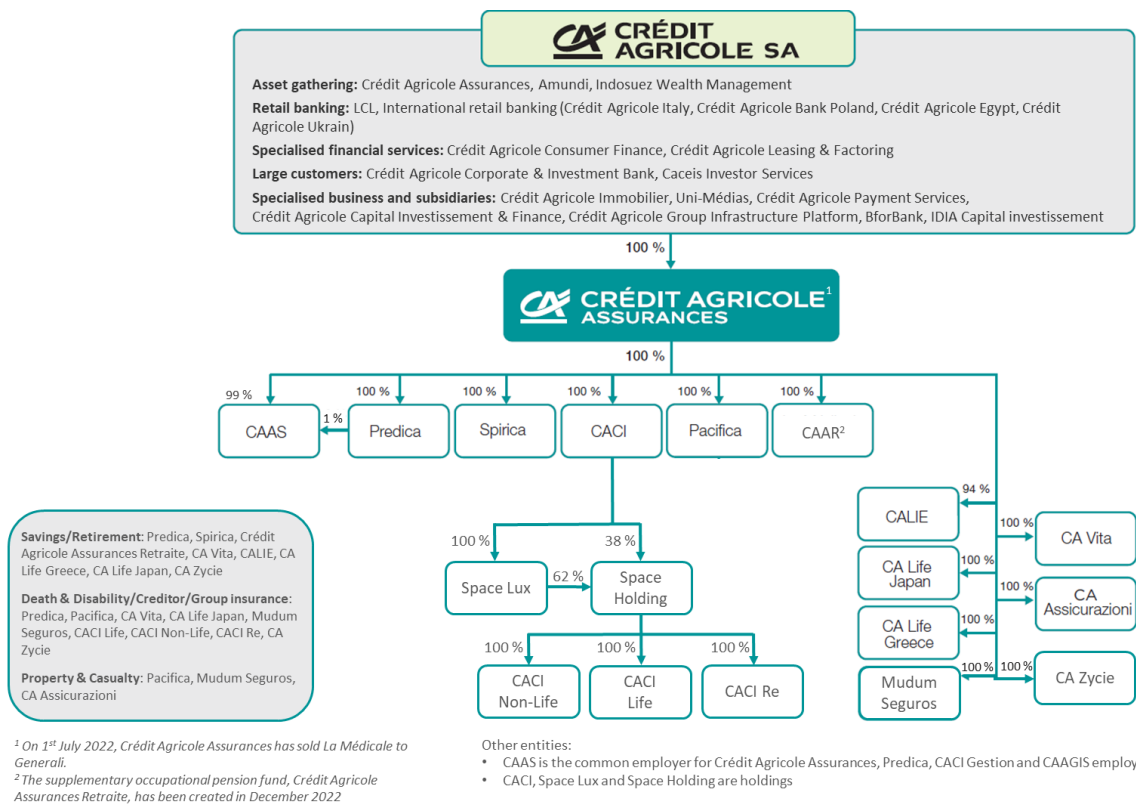 CRÉDIT
AGRICOLE SA
Asset gathering: Crédit Agricole Assurances, Amundi, Indosuez Wealth Management
Retail banking: LCL, International retail banking (Crédit Agricole Italy, Crédit Agricole Bank Poland, Crédit Agricole Egypt, Crédit
Agricole Ukrain)
Specialised financial services: Crédit Agricole Consumer Finance, Crédit Agricole Leasing & Factoring
Large customers: Crédit Agricole Corporate & Investment Bank, Caceis Investor Services
Specialised business and subsidiaries: Crédit Agricole Immobilier, Uni-Médias, Crédit Agricole Payment Services,
Crédit Agricole Capital Investissement & Finance, Crédit Agricole Group Infrastructure Platform, BforBank, IDIA Capital investissement
100 %
CRÉDIT AGRICOLE¹
ASSURANCES
100 %
99 %
100 %
100 %
100 %
100 %
100 %
CAAS
1 %
Predica
Spirica
CACI
Pacifica
CAAR²
100 %
38 %
Space Lux
62 %
Space
Holding
100 %
100 %
100 %
CACI
Non-Life
CACI
Life
CACI Re
94 %
CALIE
100 %
CA Vita
100 %
CA Life
Japan
100 %
CA
Assicurazioni
100 %
CA Life
Greece
100 %
100 %
Mudum
Seguros
CA Zycie
Savings/Retirement: Predica, Spirica, Crédit
Agricole Assurances Retraite, CA Vita, CALIE, CA
Life Greece, CA Life Japan, CA Zycie
Death & Disability/Creditor/Group insurance:
Predica, Pacifica, CA Vita, CA Life Japan, Mudum
Seguros, CACI Life, CACI Non-Life, CACI Re, CA
Zycie
Property & Casualty: Pacifica, Mudum Seguros,
CA Assicurazioni
¹ On 1st July 2022, Crédit Agricole Assurances has sold La Médicale to
Generali.
² The supplementary occupational pension fund, Crédit Agricole
Assurances Retraite, has been created in December 2022
Other entities:
• CAAS is the common employer for Crédit Agricole Assurances, Predica, CACI Gestion and CAAGIS employ
• CACI, Space Lux and Space Holding are holdings